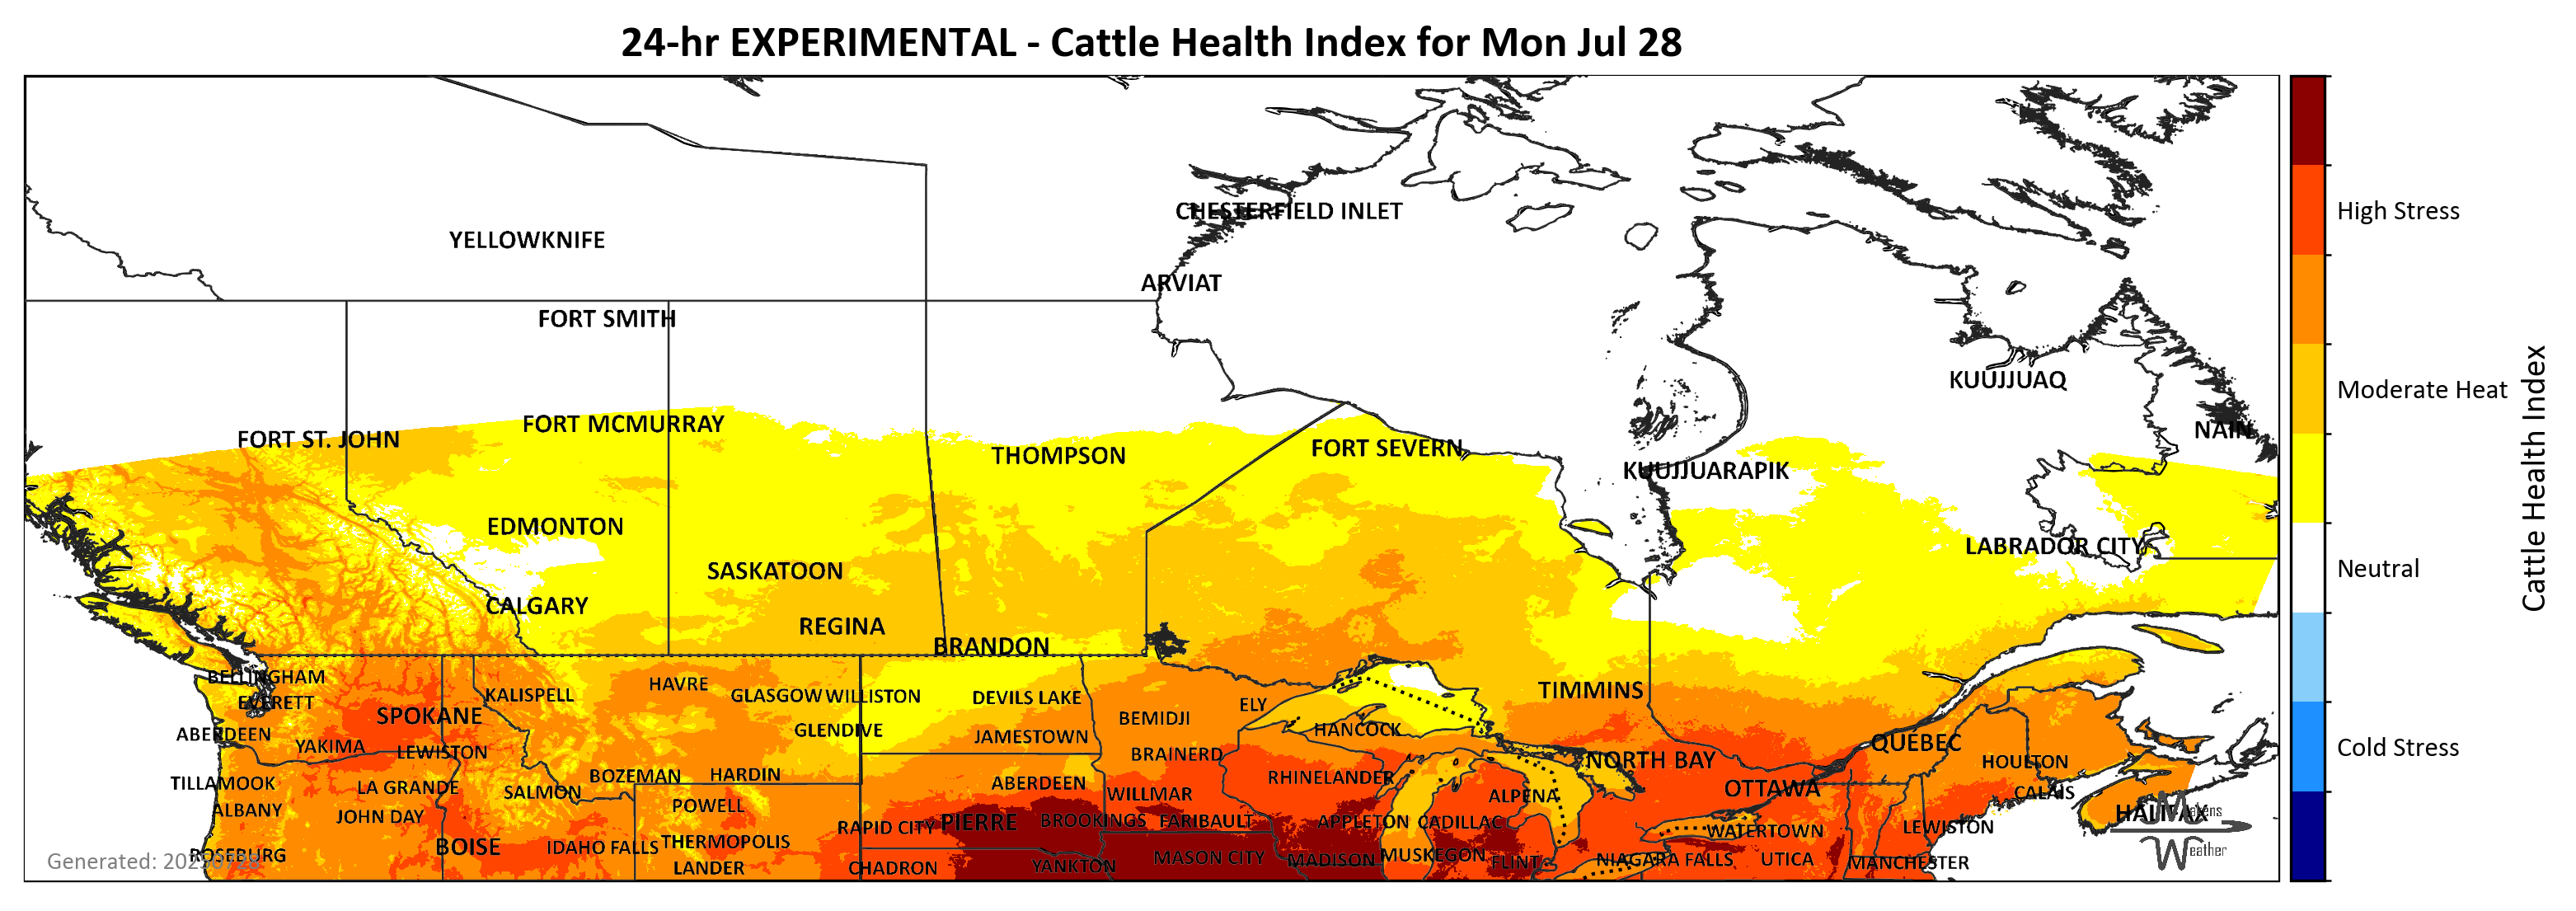 24-hr EXPERIMENTAL - Cattle Health Index for Mon Jul 28
CHESTERFIELD INLET
YELLOWKNIFE
ARVIAT
FORT SMITH
KUUJJUAQ
FORT MCMURRAY
NAIN
FORT ST. JOHN
FORT SEVERN
THOMPSON
KUUJJUARAPIK
EDMONTON
LABRADOR CITY
SASKATOON
CALGARY
REGINA
BRANDON
BELLINGHAM
HAVRE
TIMMINS
KALISPELL
GLASGOW
WILLISTON
DEVILS LAKE
EVERETT
ELY
SPOKANE
BEMIDJI
GLENDIVE
HANCOCK
ABERDEEN
JAMESTOWN
QUEBEC
YAKIMA
LEWISTON
BRAINERD
NORTH BAY
HOULTON
BOZEMAN
HARDIN
RHINELANDER
TILLAMOOK
LA GRANDE
SALMON
ABERDEEN
WILLMAR
ALPENA
OTTAWA
CALAIS
ALBANY
JOHN DAY
POWELL
RAPID CITY
PIERRE
BROOKINGS
FARIBAULT
APPLETON
CADILLAC
WATERTOWN
LEWISTON
HALIFAX
Makens
Weather
ROSEBURG
BOISE
IDAHO FALLS
THERMOPOLIS
LANDER
CHADRON
YANKTON
MASON CITY
MADISON
MUSKEGON
FLINT
NIAGARA FALLS
UTICA
MANCHESTER
Generated: 20250728
High Stress
Moderate Heat
Neutral
Cold Stress
Cattle Health Index